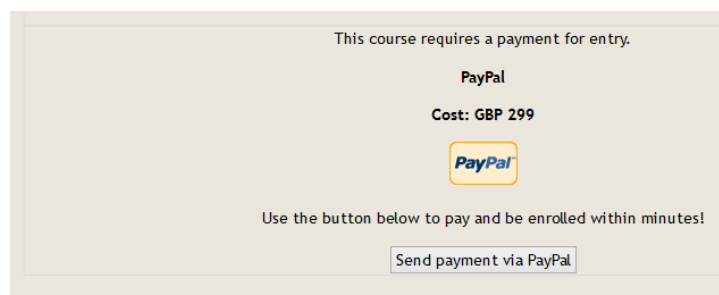 This course requires a payment for entry.
PayPal
Cost: GBP 299
PayPal™
Use the button below to pay and be enrolled within minutes!
Send payment via PayPal